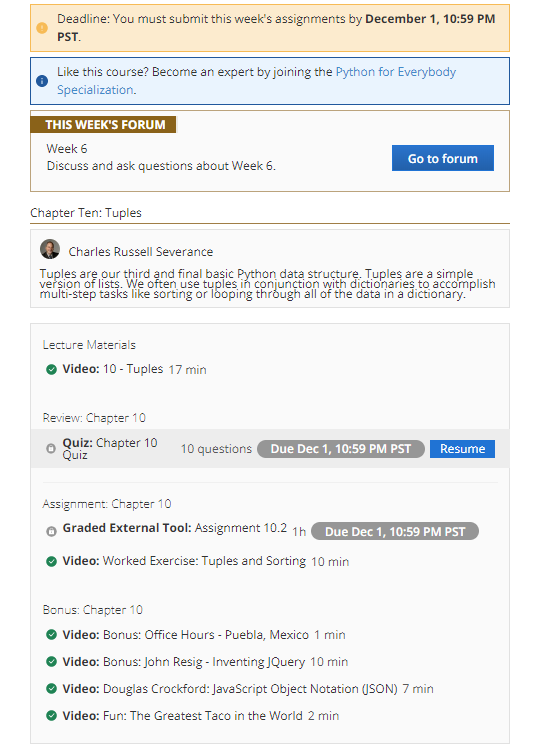 Deadline: You must submit this week's assignments by December 1, 10:59 PM
PST.
Like this course? Become an expert by joining the Python for Everybody
Specialization.
THIS WEEK'S FORUM
Week 6
Discuss and ask questions about Week 6.
Go to forum
Chapter Ten: Tuples
Charles Russell Severance
Tuples are our third and final basic Python data structure. Tuples are a simple
version of lists. We often use tuples in conjunction with dictionaries to accomplish
multi-step tasks like sorting or looping through all of the data in a dictionary.
Lecture Materials
Video: 10 - Tuples 17 min
Review: Chapter 10
Quiz: Chapter 10
Quiz
10 questions Due Dec 1, 10:59 PM PST Resume
Assignment: Chapter 10
Graded External Tool: Assignment 10.2 1h Due Dec 1, 10:59 PM PST
Video: Worked Exercise: Tuples and Sorting 10 min
Bonus: Chapter 10
Video: Bonus: Office Hours - Puebla, Mexico 1 min
Video: Bonus: John Resig - Inventing JQuery 10 min
Video: Douglas Crockford: JavaScript Object Notation (JSON) 7 min
Video: Fun: The Greatest Taco in the World 2 min